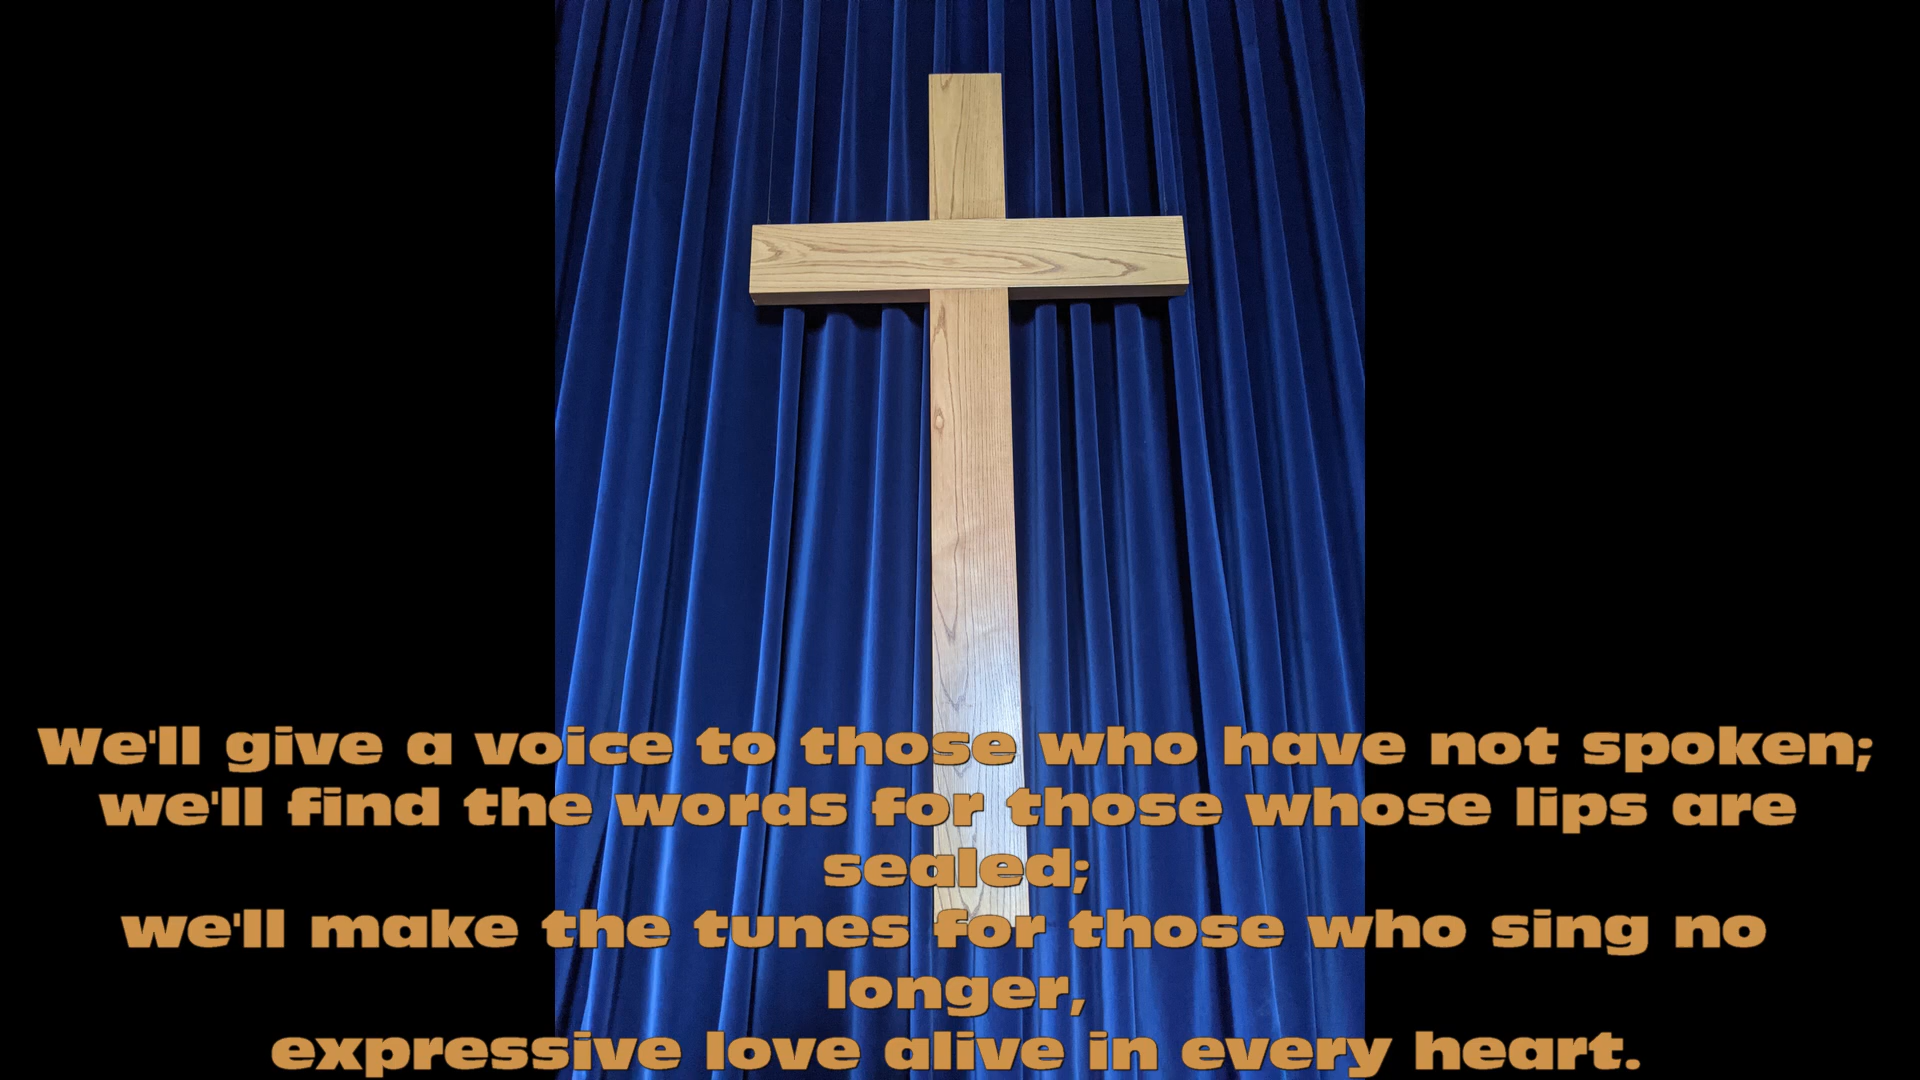 We'll give a voice to those who have not spoken;
we'll find the words for those whose lips are
sealed;
we'll make the tunes for those who sing no
longer,
expressive love alive in every heart.